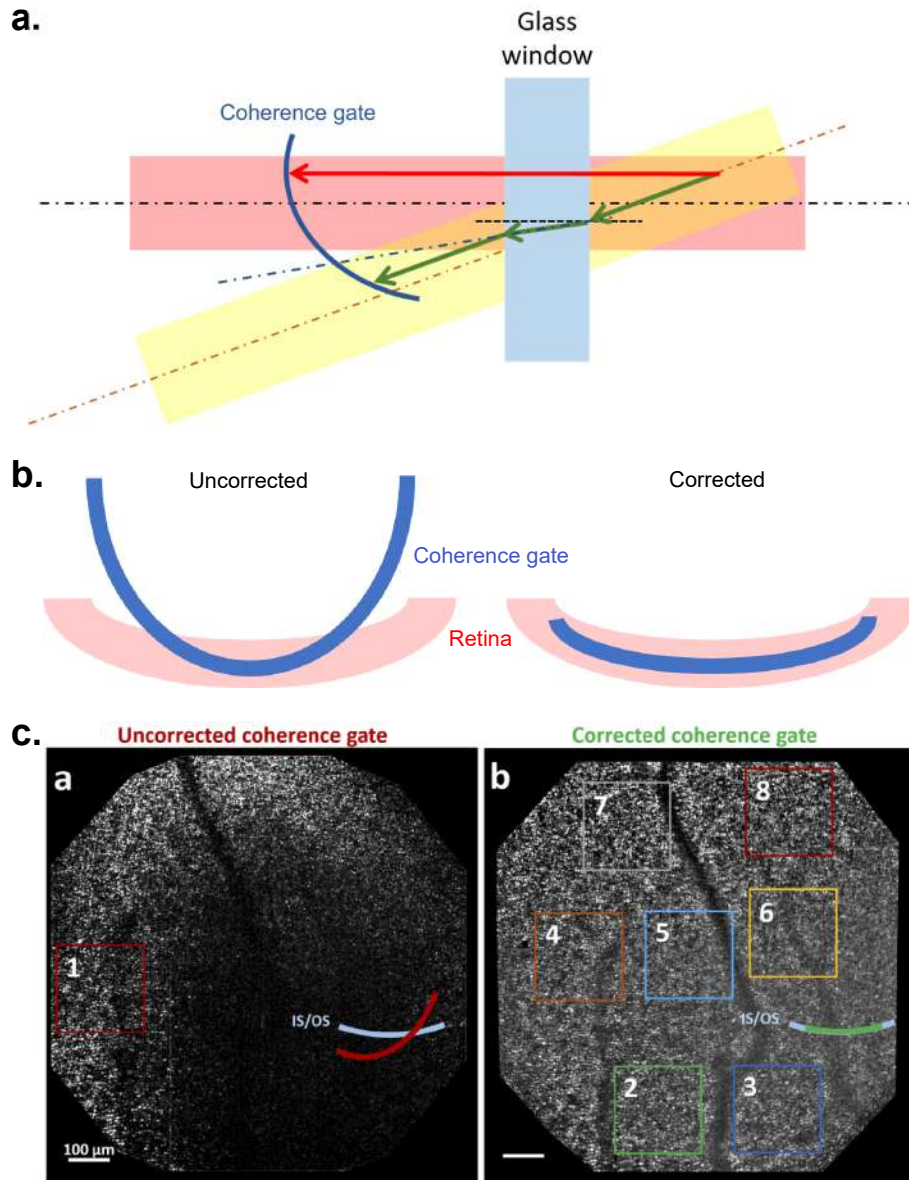 a.
Glass
window
Coherence gate
b.
Uncorrected
Corrected
Coherence gate
Retina
c.
Uncorrected coherence gate
Corrected coherence gate
a
1
IS/OS
100 µm
b
7
8
4
5
6
IS/OS
2
3